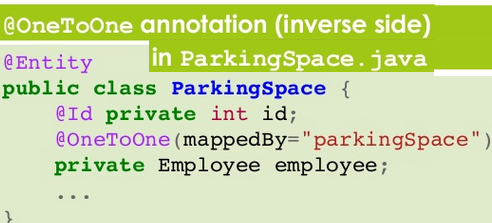 @OneToOne annotation (inverse side)
in ParkingSpace.java
@Entity
public class ParkingSpace {
@Id private int id;
@OneToOne(mappedBy="parkingSpace")
private Employee employee;
...
}